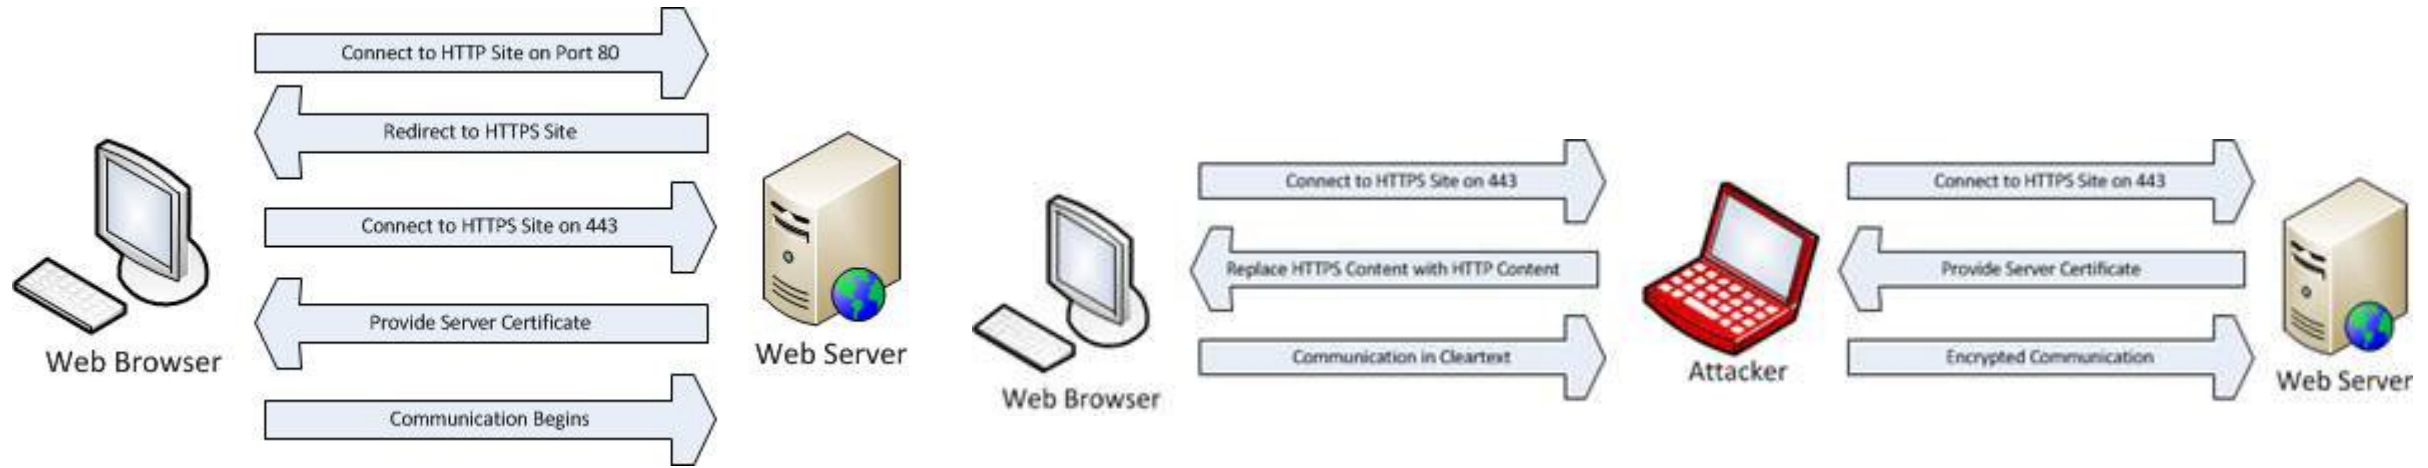 Connect to HTTP Site on Port 80
Redirect to HTTPS Site
Connect to HTTPS Site on 443
Provide Server Certificate
Communication Begins
Web Browser
Web Server
Connect to HTTPS Site on 443
Replace HTTPS Content with HTTP Content
Communication in Cleartext
Web Browser
Attacker
Connect to HTTPS Site on 443
Provide Server Certificate
Encrypted Communication
Web Server